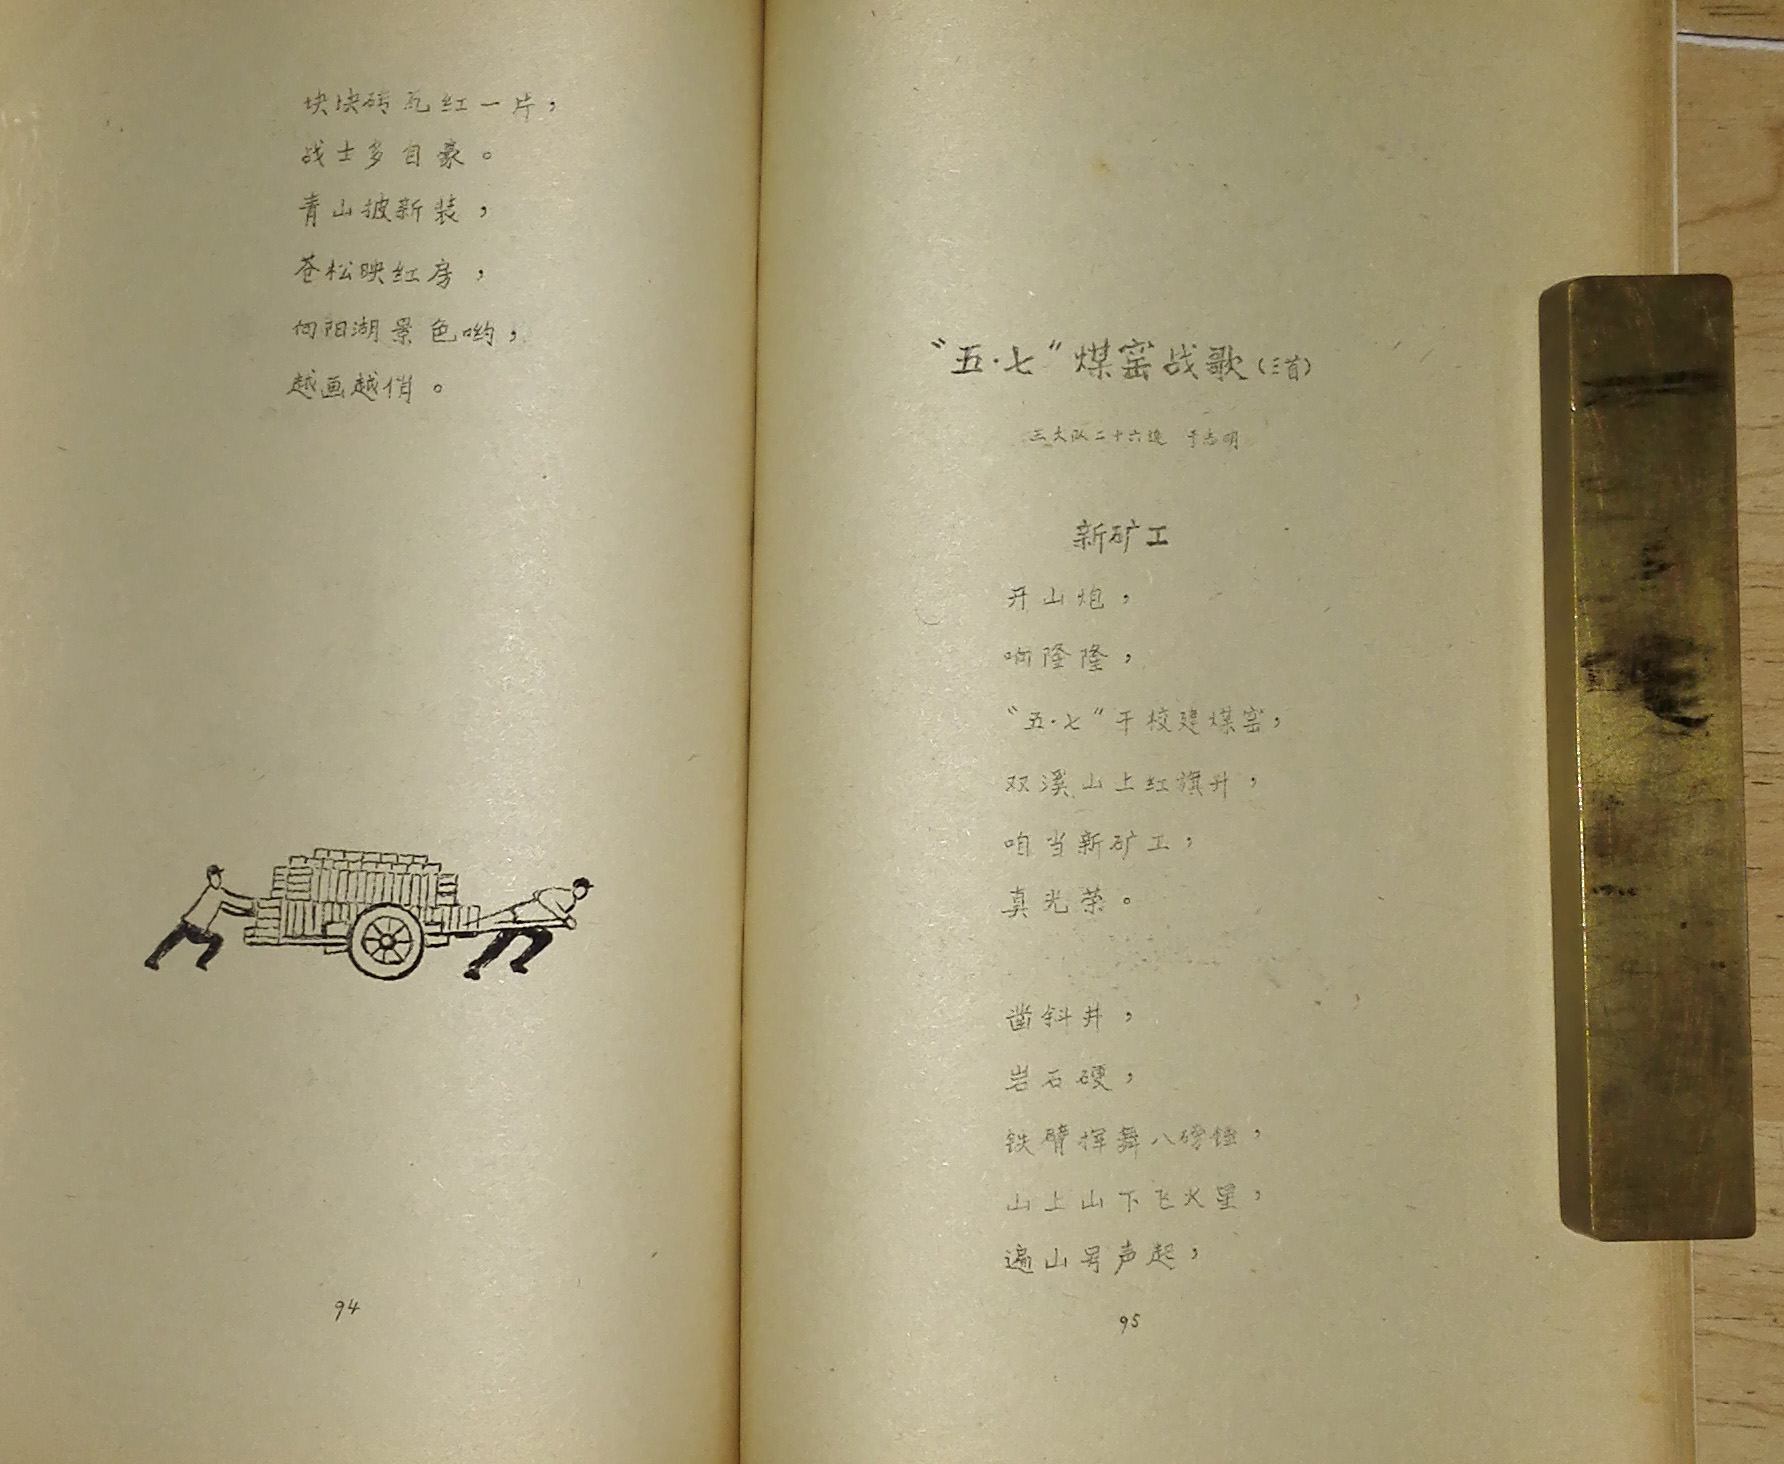 块块砖瓦红一片，
战士多自豪。
青山披新装，
苍松映红房，
向阳湖景色哟，
越画越俏。
94
“五·七”煤窑战歌（三首）
三大队二十六连 于志明
新矿工
开山炮，
响隆隆，
“五·七”干校建煤窑，
双溪山上红旗升，
咱当新矿工，
真光荣。
凿斜井，
岩石硬，
铁臂挥舞八磅锤，
山上山下飞火星，
遍山号声起，
95